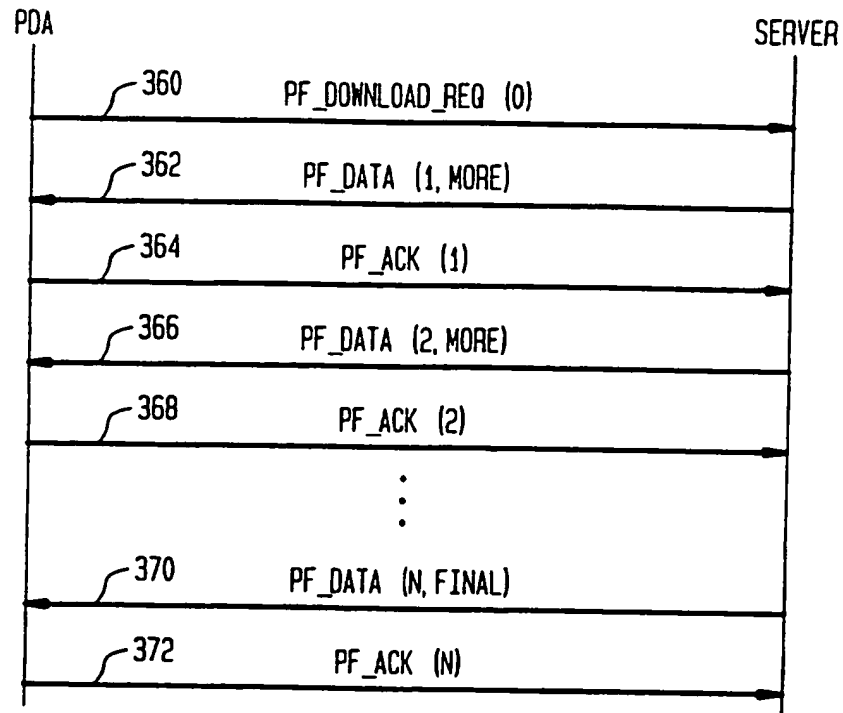 PDA
SERVER
360
PF_DOWNLOAD_REQ (0)
362
PF_DATA (1, MORE)
364
PF_ACK (1)
366
PF_DATA (2, MORE)
368
PF_ACK (2)
370
PF_DATA (N, FINAL)
372
PF_ACK (N)